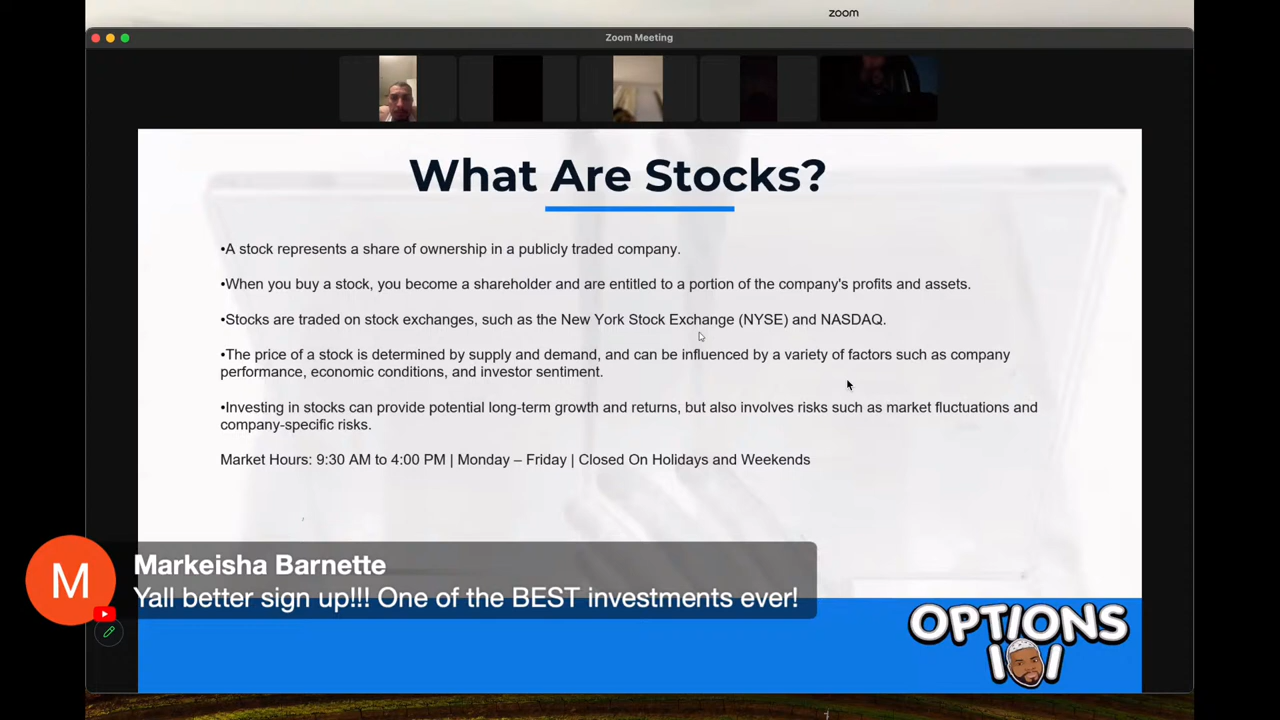 zoom
Zoom Meeting
What Are Stocks?
•A stock represents a share of ownership in a publicly traded company.
•When you buy a stock, you become a shareholder and are entitled to a portion of the company's profits and assets.
•Stocks are traded on stock exchanges, such as the New York Stock Exchange (NYSE) and NASDAQ.
•The price of a stock is determined by supply and demand, and can be influenced by a variety of factors such as company
performance, economic conditions, and investor sentiment.
•Investing in stocks can provide potential long-term growth and returns, but also involves risks such as market fluctuations and
company-specific risks.
Market Hours: 9:30 AM to 4:00 PM | Monday – Friday | Closed On Holidays and Weekends
M
Markeisha Barnette
Yall better sign up!!! One of the BEST investments ever!
OPTIONS
101